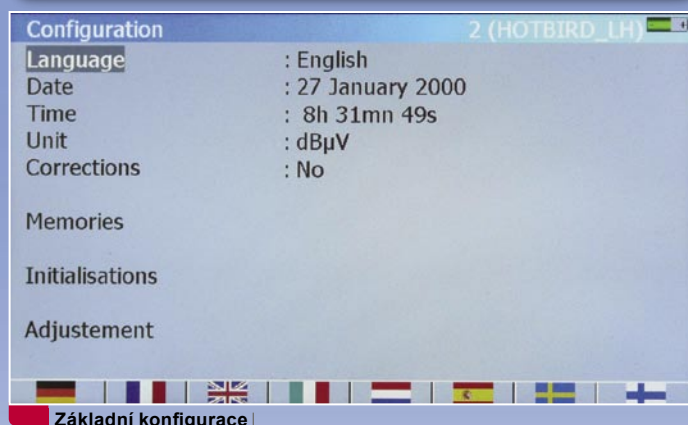 Configuration 2 (HOTBIRD_LH)
Language : English
Date : 27 January 2000
Time : 8h 31mn 49s
Unit : dBµV
Corrections : No
Memories
Initialisations
Adjustement
Základní konfigurace